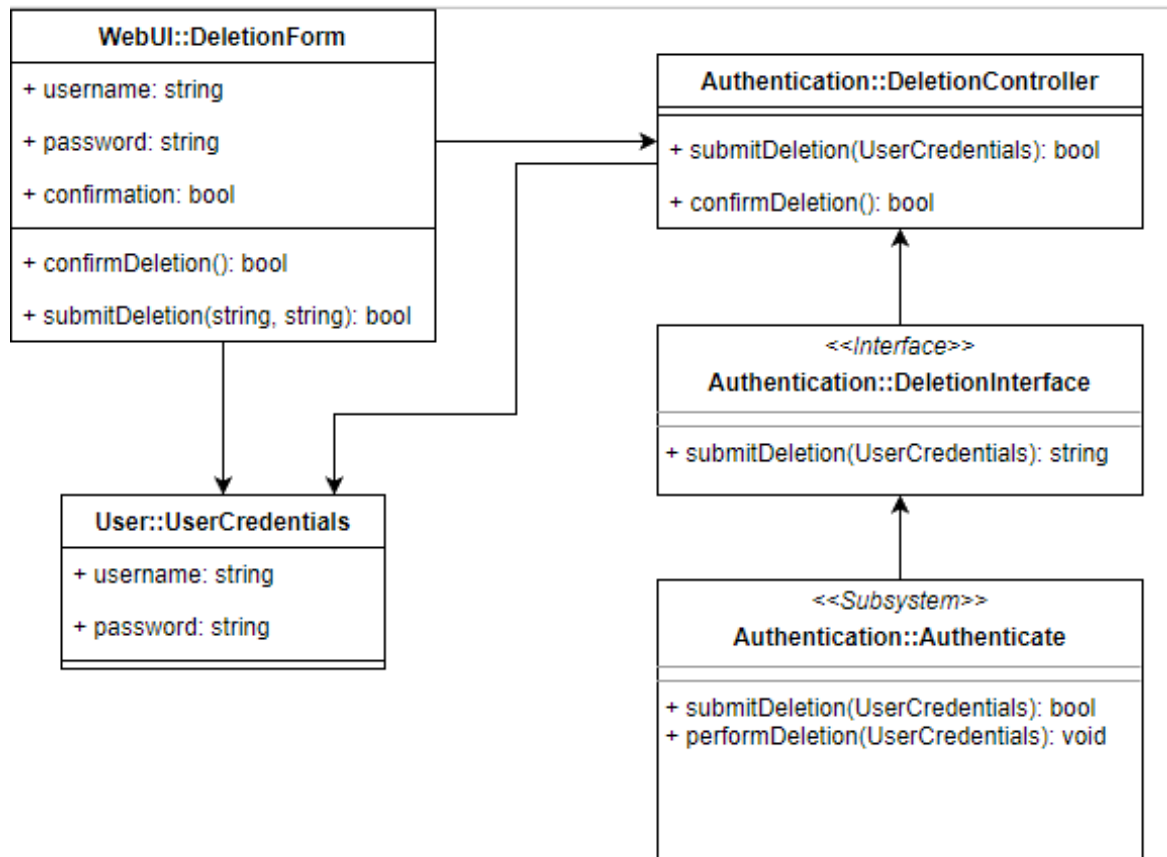 WebUI::DeletionForm
+ username: string
+ password: string
+ confirmation: bool
+ confirmDeletion(): bool
+ submitDeletion(string, string): bool
Authentication::DeletionController
+ submitDeletion(UserCredentials): bool
+ confirmDeletion(): bool
<<Interface>>
Authentication::DeletionInterface
+ submitDeletion(UserCredentials): string
User::UserCredentials
+ username: string
+ password: string
<<Subsystem>>
Authentication::Authenticate
+ submitDeletion(UserCredentials): bool
+ performDeletion(UserCredentials): void